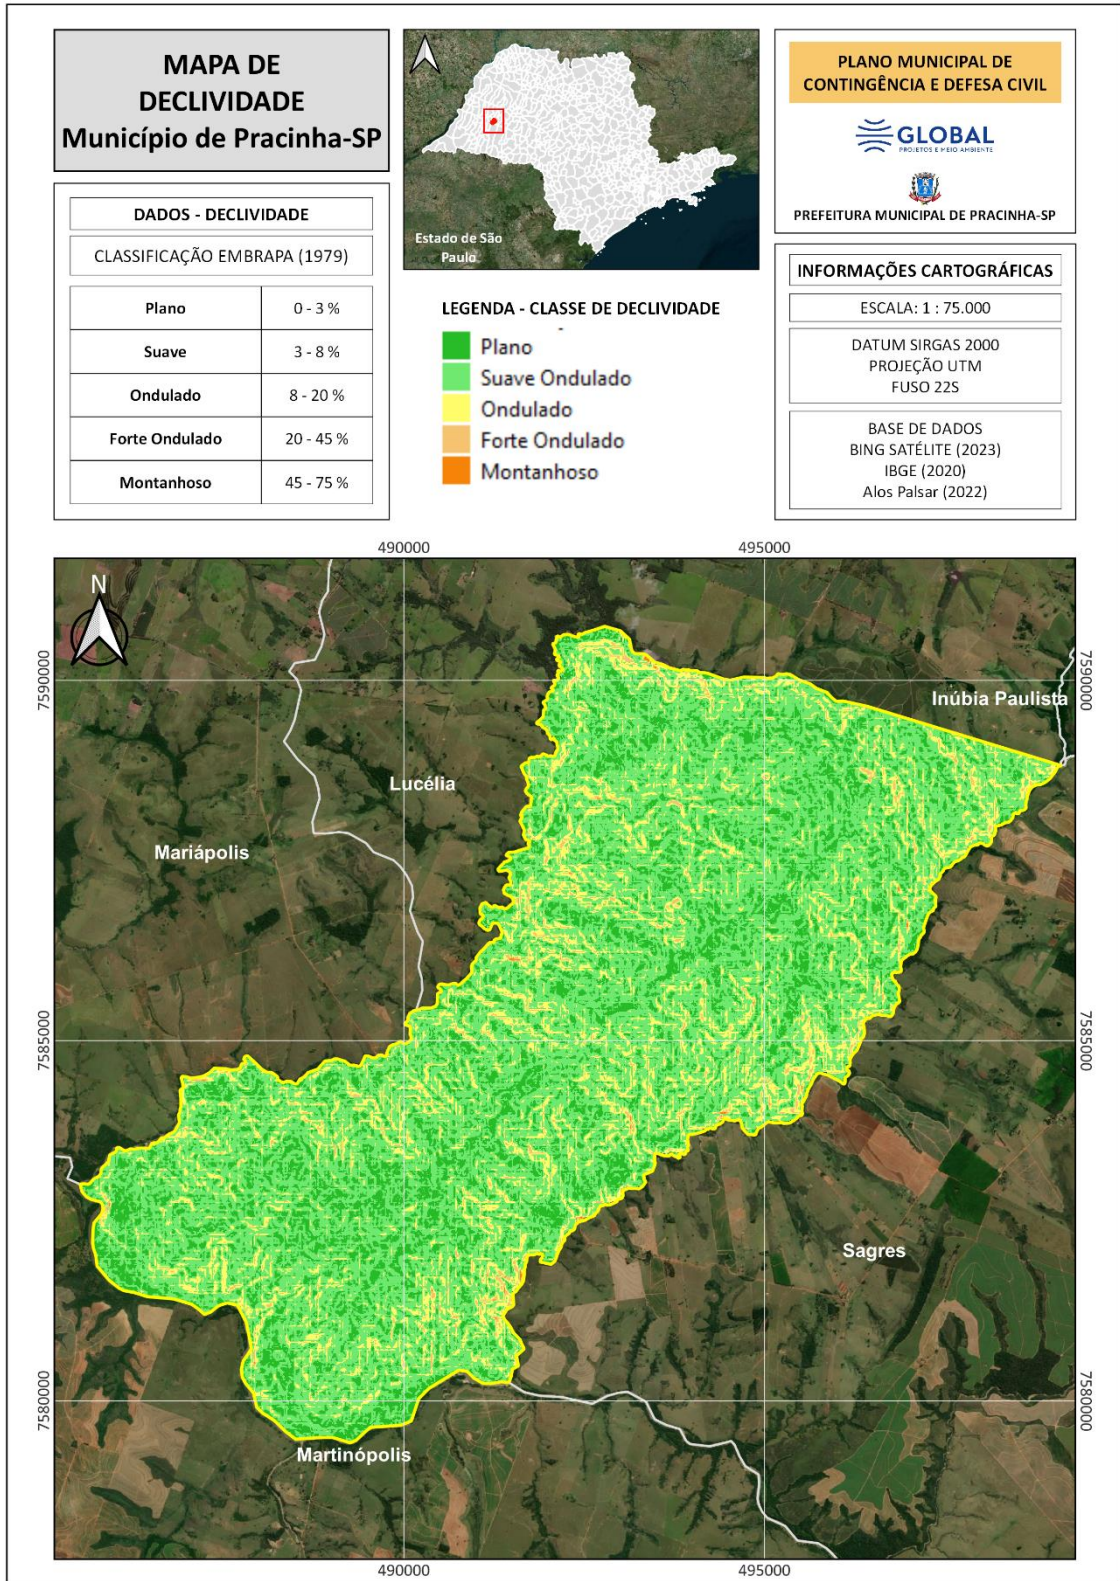 MAPA DE
DECLIVIDADE
Município de Pracinha-SP
DADOS - DECLIVIDADE
CLASSIFICAÇÃO EMBRAPA (1979)
Plano 0 - 3 %
Suave 3 - 8 %
Ondulado 8 - 20 %
Forte Ondulado 20 - 45 %
Montanhoso 45 - 75 %
Estado de São
Paulo
LEGENDA - CLASSE DE DECLIVIDADE
Plano
Suave Ondulado
Ondulado
Forte Ondulado
Montanhoso
PLANO MUNICIPAL DE
CONTINGÊNCIA E DEFESA CIVIL
GLOBAL
PROJETOS E MEIO AMBIENTE
PREFEITURA MUNICIPAL DE PRACINHA-SP
INFORMAÇÕES CARTOGRÁFICAS
ESCALA: 1 : 75.000
DATUM SIRGAS 2000
PROJEÇÃO UTM
FUSO 22S
BASE DE DADOS
BING SATÉLITE (2023)
IBGE (2020)
Alos Palsar (2022)
490000 495000
N
7590000 7590000
Inúbia Paulista
Lucélia
Mariápolis
7585000 7585000
Sagres
7580000 7580000
Martinópolis
490000 495000